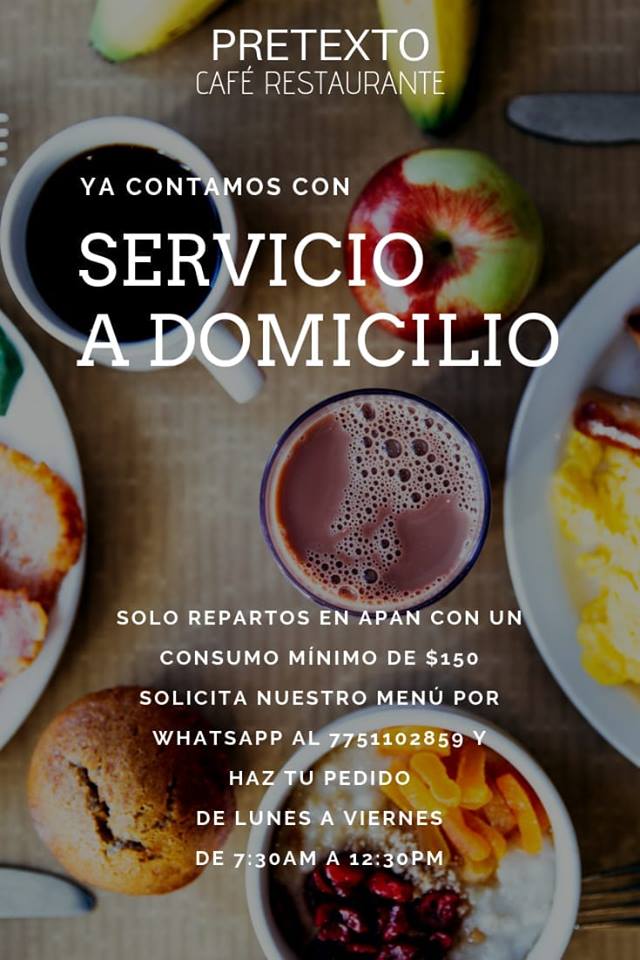 PRETEXTO
CAFÉ RESTAURANTE
YA CONTAMOS CON
SERVICIO
A DOMICILIO
SOLO REPARTOS EN APAN CON UN
CONSUMO MÍNIMO DE $150
SOLICITA NUESTRO MENÚ POR
WHATSAPP AL 7751102859 Y
HAZ TU PEDIDO
DE LUNES A VIERNES
DE 7:30AM A 12:30PM